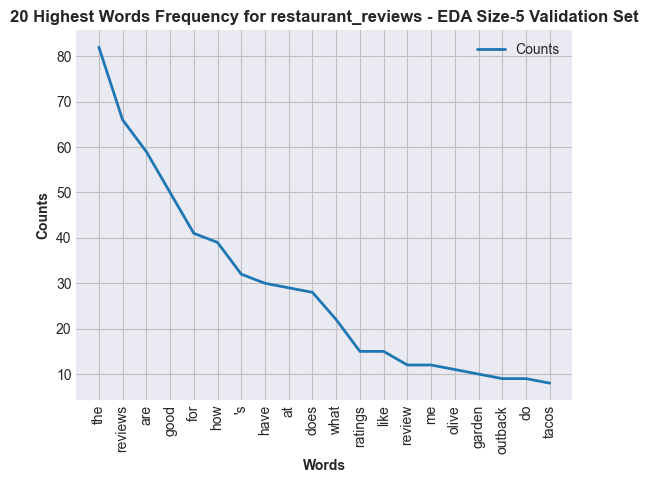 20 Highest Words Frequency for restaurant_reviews - EDA Size-5 Validation Set
Counts
80
70
60
50
40
30
20
10
Counts
the
reviews
are
good
for
how
's
have
at
does
what
ratings
like
review
me
olive
garden
outback
do
tacos
Words